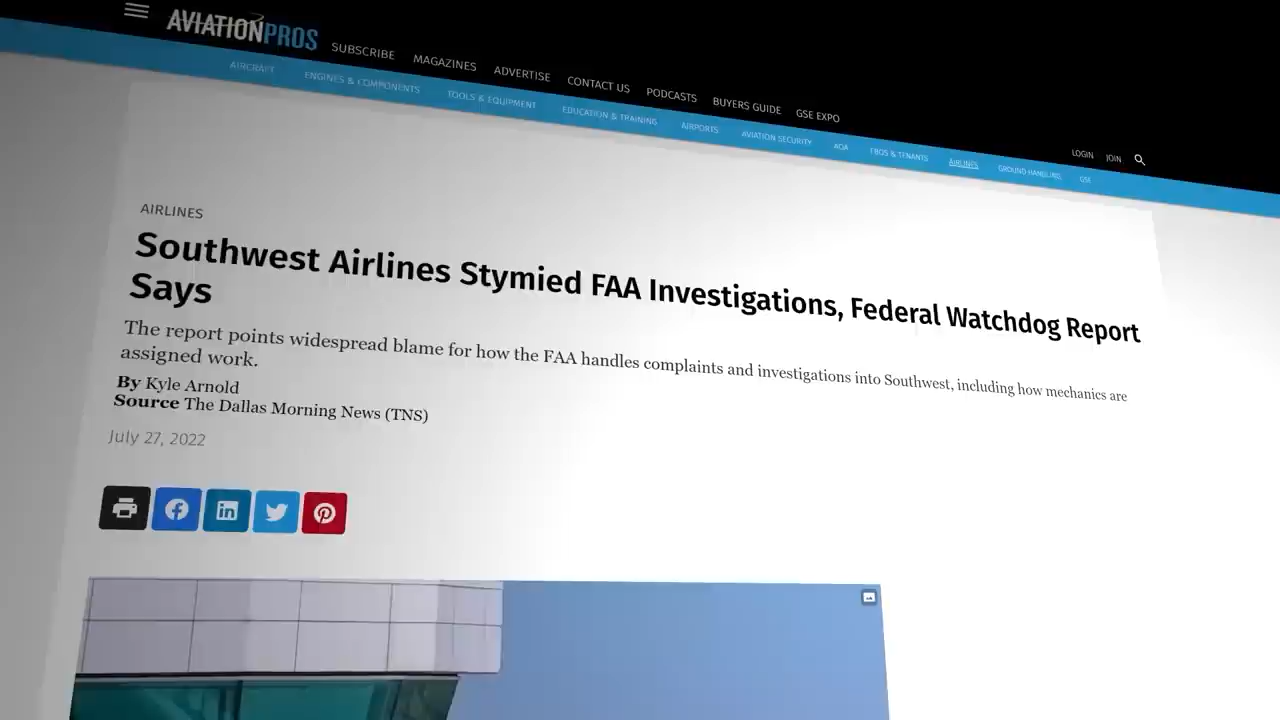 AVIATIONPROS
SUBSCRIBE MAGAZINES ADVERTISE CONTACT US PODCASTS BUYERS GUIDE GSE EXPO
LOGIN JOIN
AIRCRAFT ENGINES & COMPONENTS TOOLS & EQUIPMENT EDUCATION & TRAINING AIRPORTS AVIATION SECURITY AOA FBOS & TENANTS AIRLINES GROUND HANDLING GSE
AIRLINES
Southwest Airlines Stymied FAA Investigations, Federal Watchdog Report
Says
The report points widespread blame for how the FAA handles complaints and investigations into Southwest, including how mechanics are
assigned work.
By Kyle Arnold
Source The Dallas Morning News (TNS)
July 27, 2022